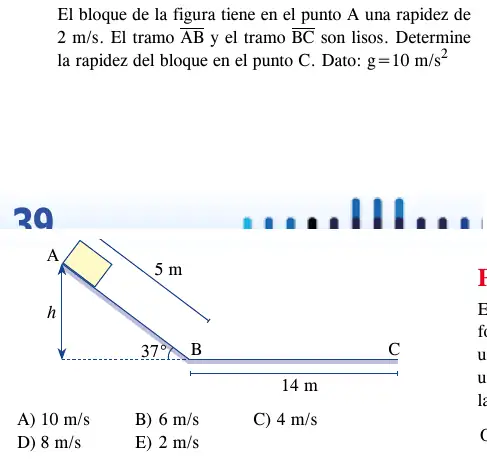 El bloque de la figura tiene en el punto A una rapidez de
2 m/s. El tramo A̅B̅ y el tramo B̅C̅ son lisos. Determine
la rapidez del bloque en el punto C. Dato: g=10 m/s²
39
A
5 m
h
37°
B
C
14 m
A) 10 m/s B) 6 m/s C) 4 m/s
D) 8 m/s E) 2 m/s